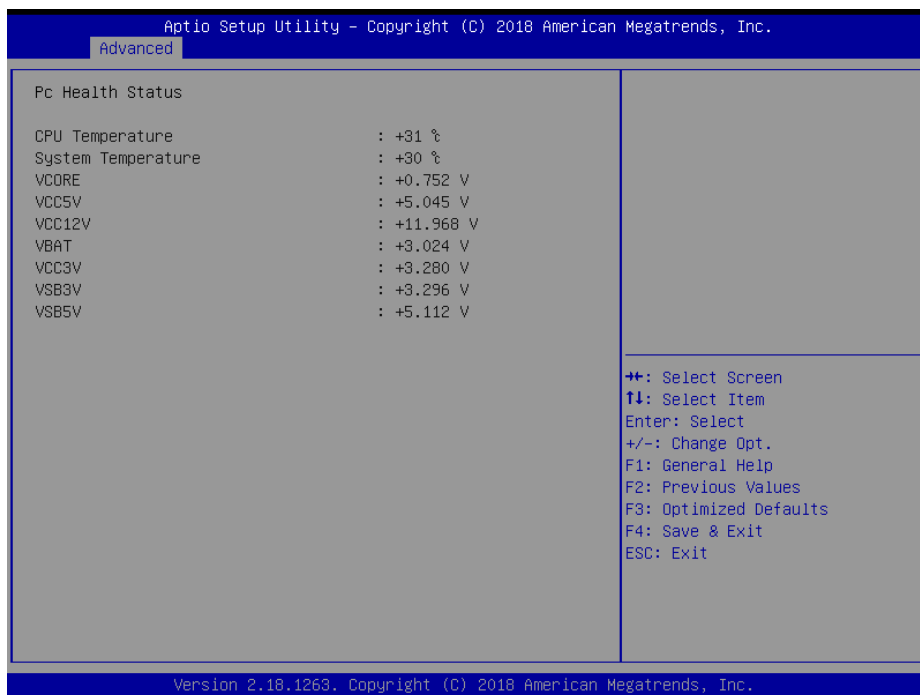 Aptio Setup Utility – Copyright (C) 2018 American Megatrends, Inc.
Advanced
Pc Health Status
CPU Temperature : +31 ℃
System Temperature : +30 ℃
VCORE : +0.752 V
VCC5V : +5.045 V
VCC12V : +11.968 V
VBAT : +3.024 V
VCC3V : +3.280 V
VSB3V : +3.296 V
VSB5V : +5.112 V
→←: Select Screen
↑↓: Select Item
Enter: Select
+/-: Change Opt.
F1: General Help
F2: Previous Values
F3: Optimized Defaults
F4: Save & Exit
ESC: Exit
Version 2.18.1263. Copyright (C) 2018 American Megatrends, Inc.